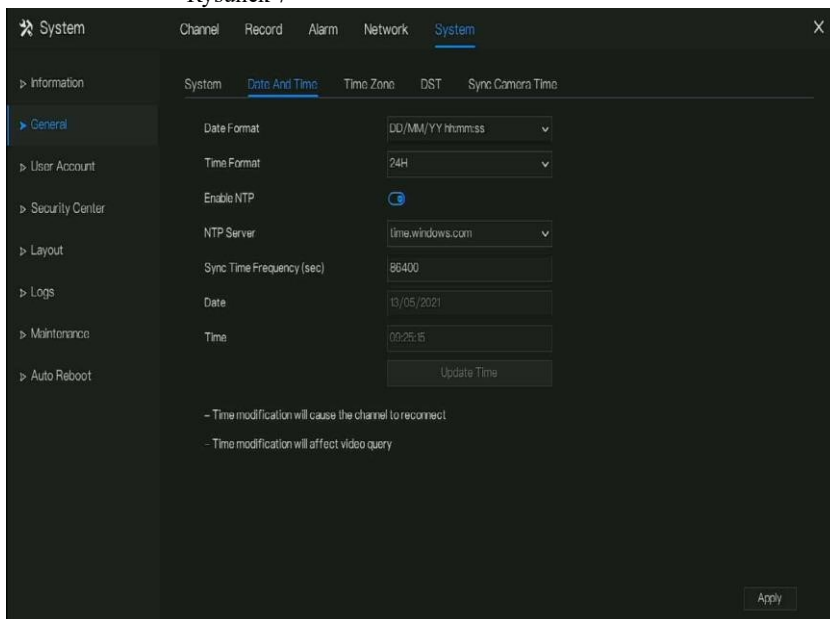 System Channel Record Alarm Network System X
Information
System Date And Time Time Zone DST Sync Camera Time
General
Date Format DD/MM/YY hh:mm:ss
Time Format 24H
User Account
Enable NTP
Security Center
NTP Server time.windows.com
Layout
Sync Time Frequency (sec) 86400
Logs
Date 13/05/2021
Maintenance
Time 09:25:15
Auto Reboot
Update Time
– Time modification will cause the channel to reconnect
– Time modification will affect video query
Apply